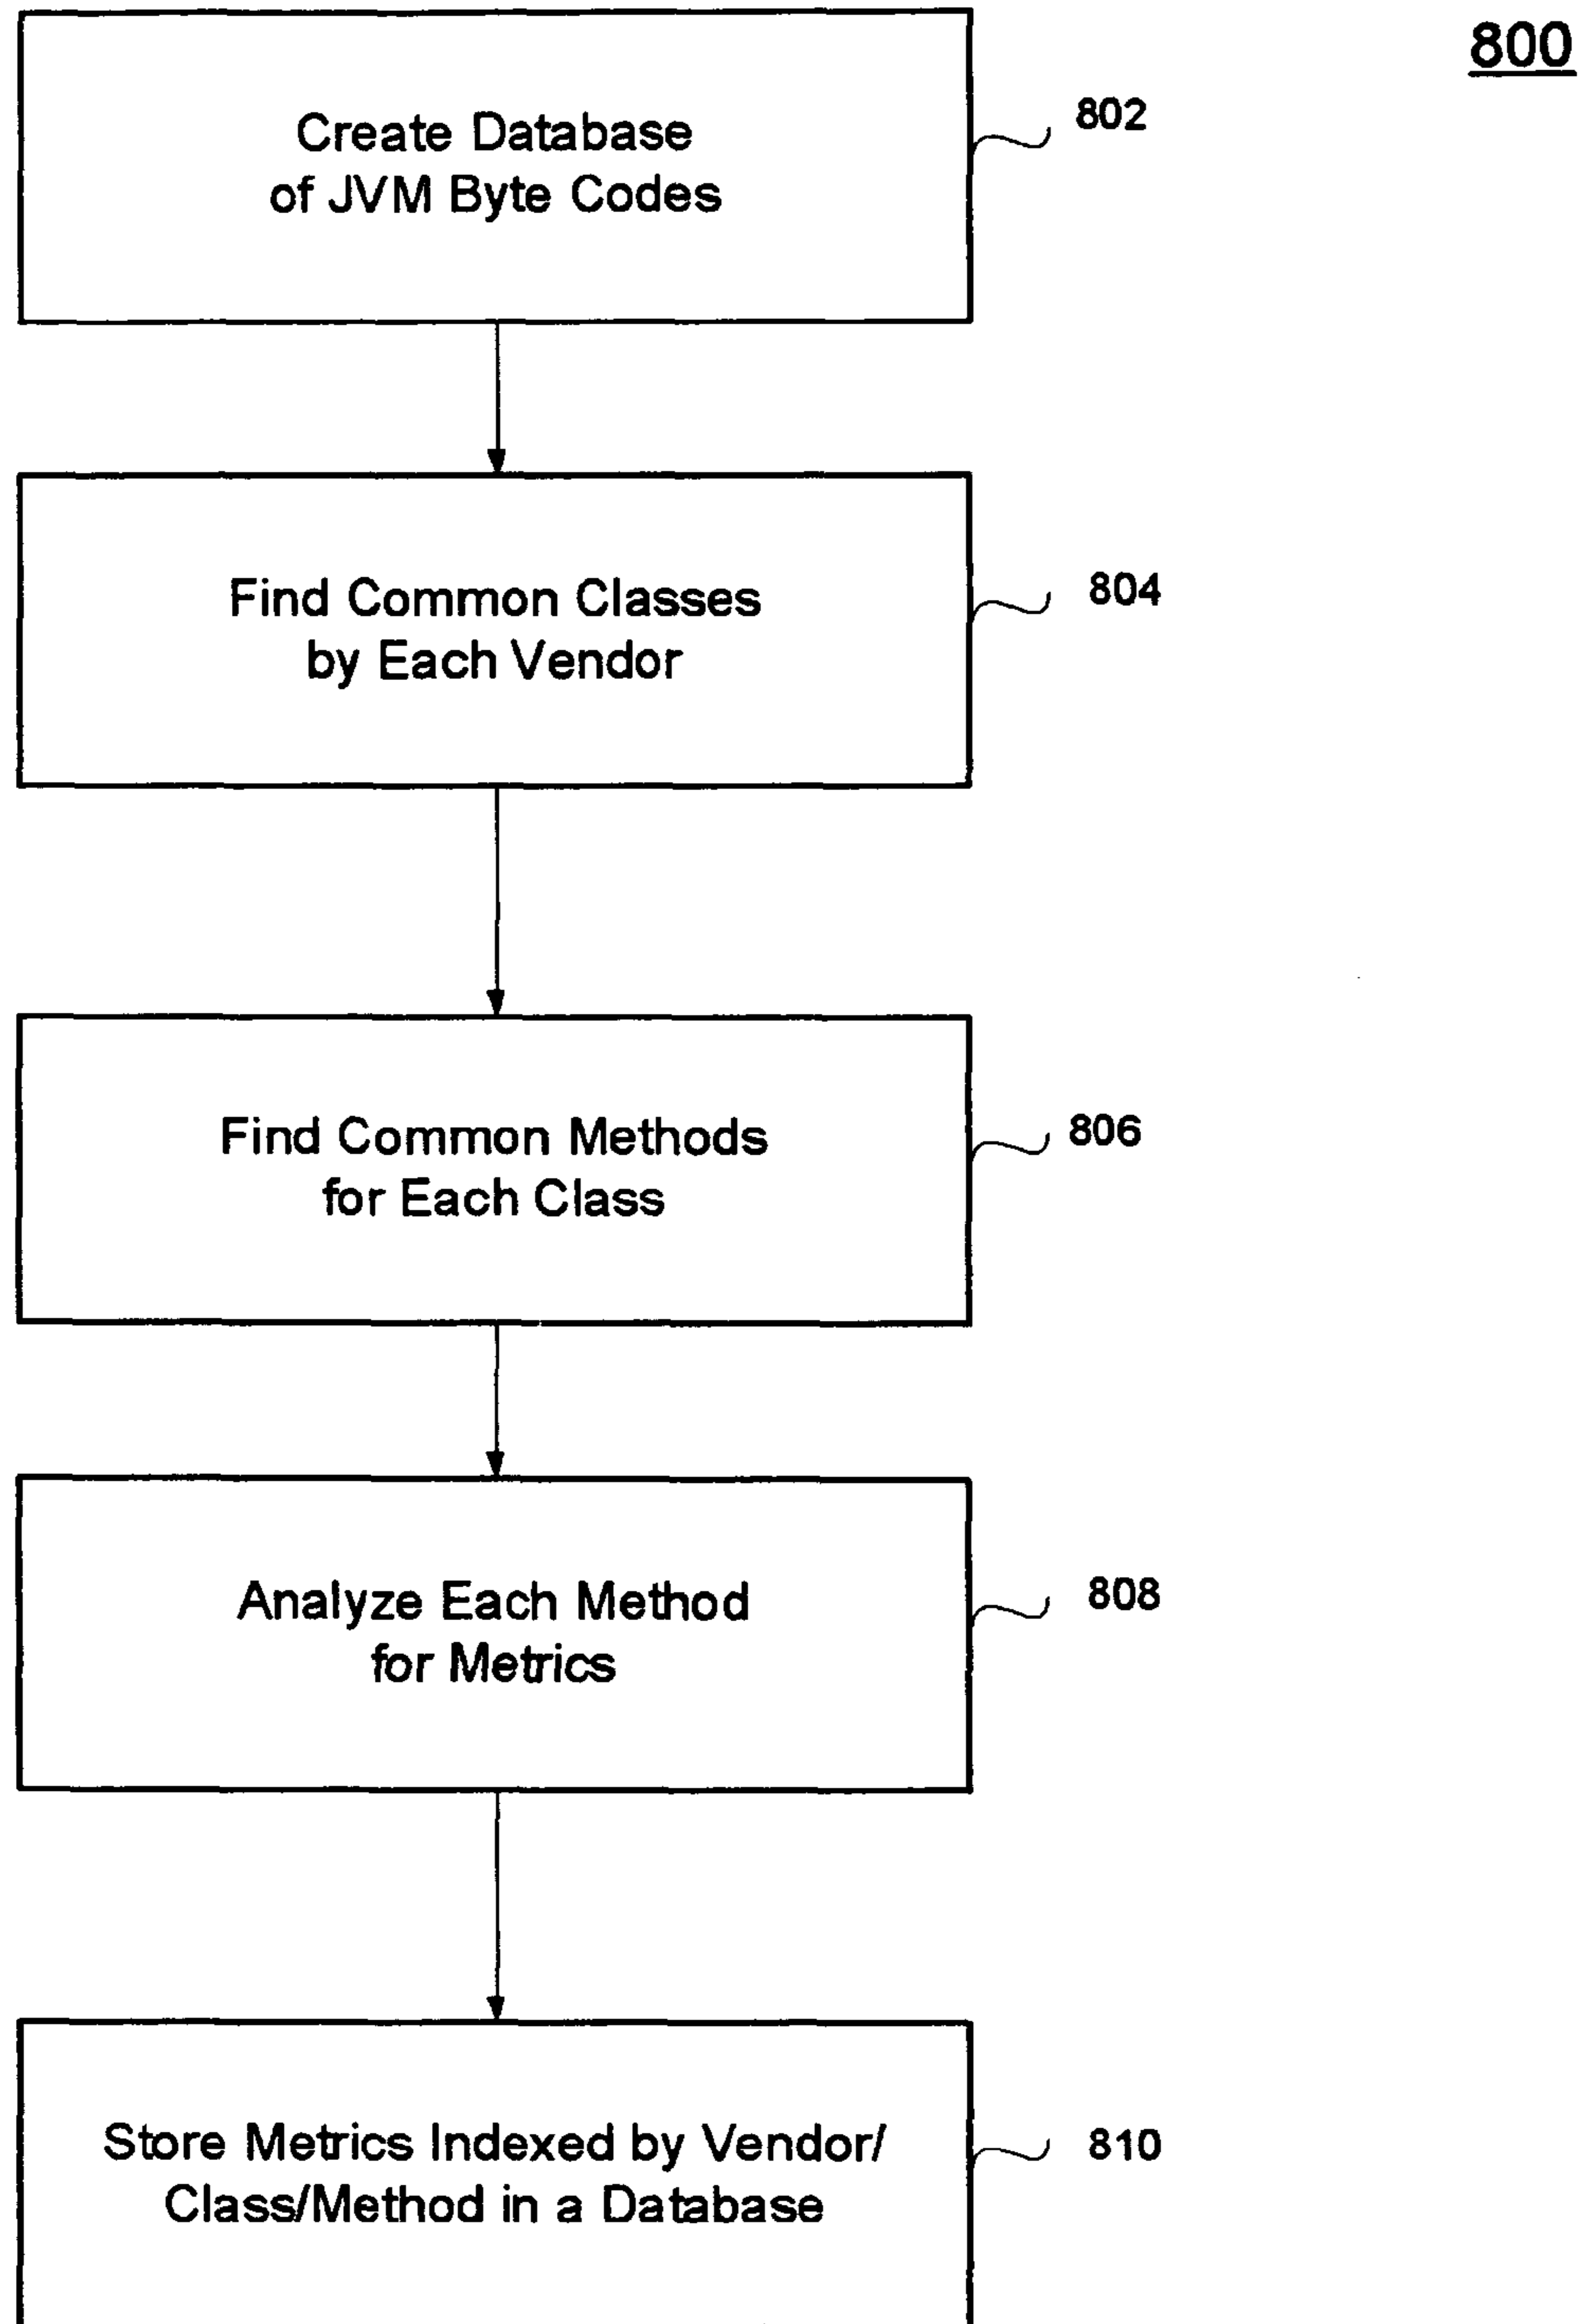 800
Create Database
of JVM Byte Codes
802
Find Common Classes
by Each Vendor
804
Find Common Methods
for Each Class
806
Analyze Each Method
for Metrics
808
Store Metrics Indexed by Vendor/
Class/Method in a Database
810